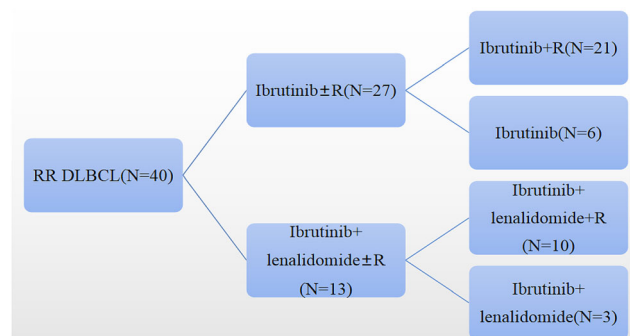 RR DLBCL(N=40)
Ibrutinib±R(N=27)
Ibrutinib+
lenalidomide±R
(N=13)
Ibrutinib+R(N=21)
Ibrutinib(N=6)
Ibrutinib+
lenalidomide+R
(N=10)
Ibrutinib+
lenalidomide(N=3)